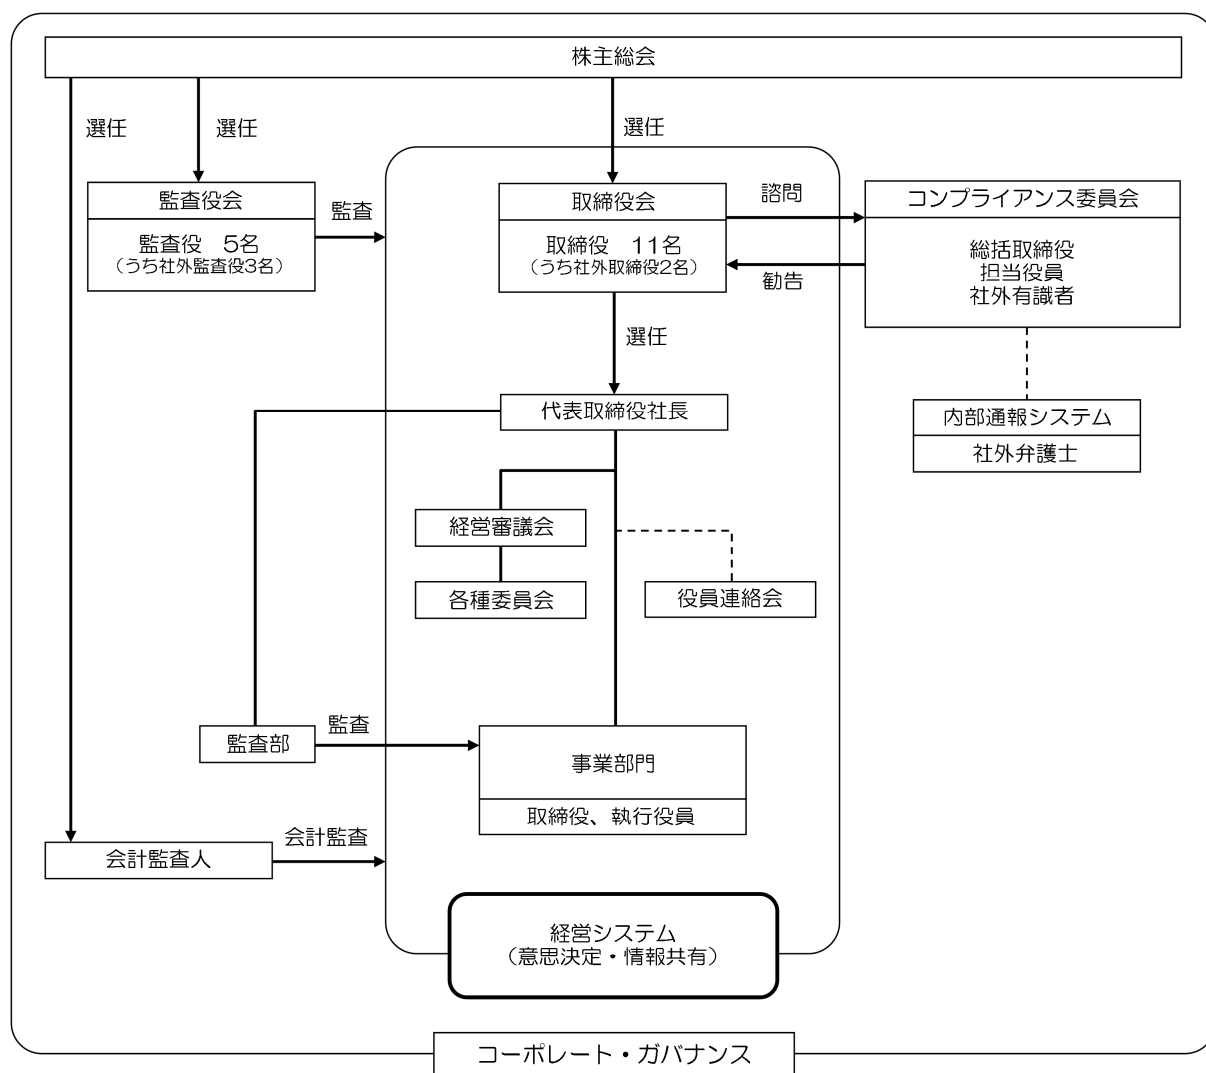 株主総会
選任
選任
選任
監査役会
監査役　5名
（うち社外監査役3名）
監査
取締役会
取締役　11名
（うち社外取締役2名）
諮問
勧告
コンプライアンス委員会
総括取締役
担当役員
社外有識者
選任
代表取締役社長
内部通報システム
社外弁護士
経営審議会
各種委員会
役員連絡会
監査部
監査
事業部門
取締役、執行役員
会計監査人
会計監査
経営システム
（意思決定・情報共有）
コーポレート・ガバナンス